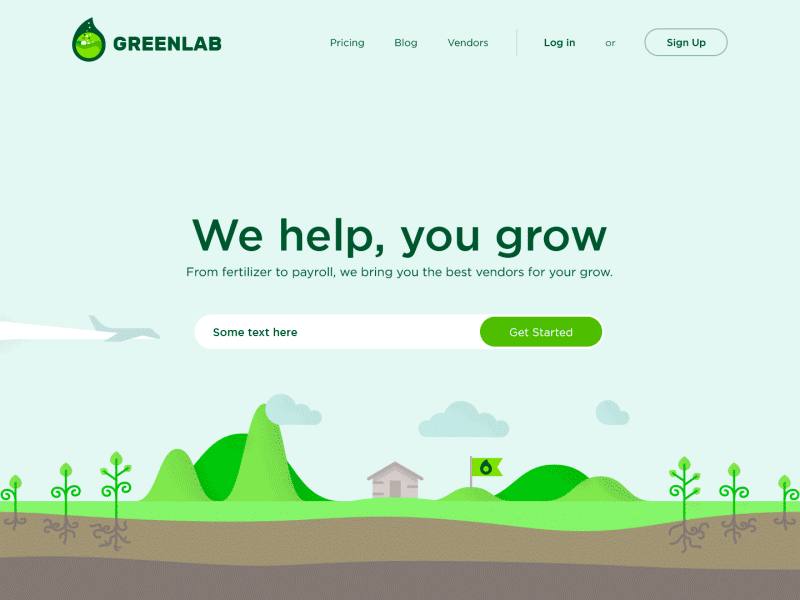 GREENLAB
Pricing Blog Vendors Log in or Sign Up
We help, you grow
From fertilizer to payroll, we bring you the best vendors for your grow.
Some text here Get Started